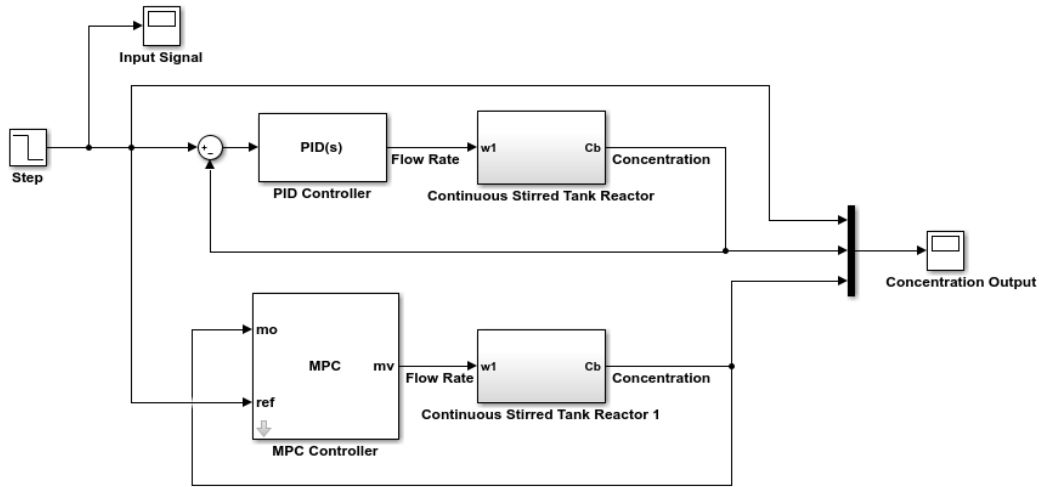 Input Signal
Step
+
−
PID(s)
PID Controller
Flow Rate
w1
Cb
Continuous Stirred Tank Reactor
Concentration
Concentration Output
mo
MPC
mv
ref
MPC Controller
Flow Rate
w1
Cb
Continuous Stirred Tank Reactor 1
Concentration